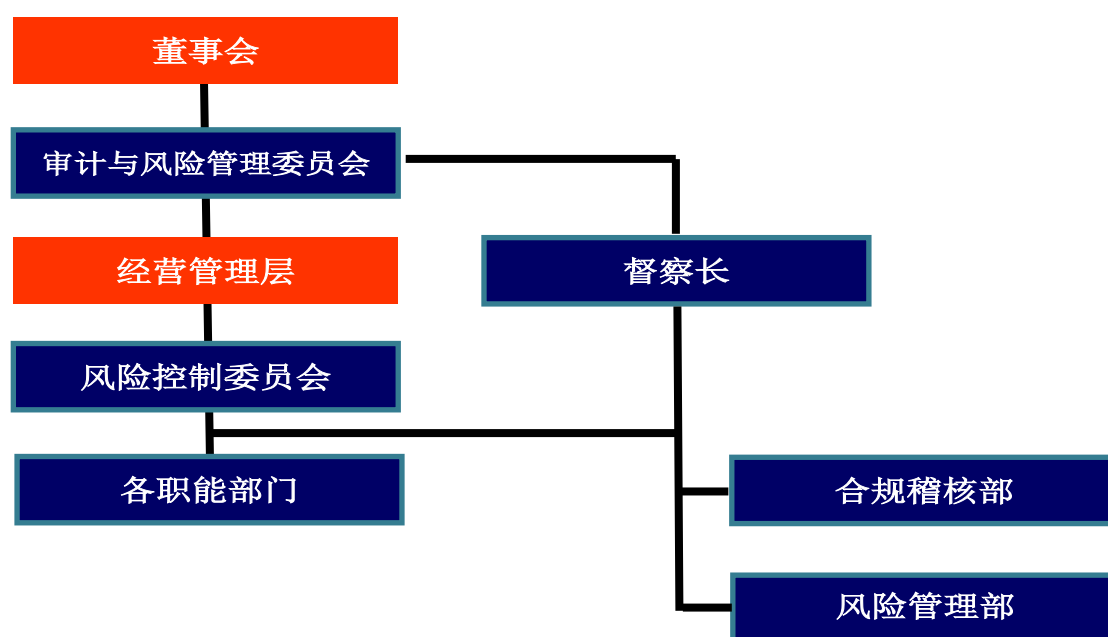 董事会
审计与风险管理委员会
经营管理层
督察长
风险控制委员会
各职能部门
合规稽核部
风险管理部